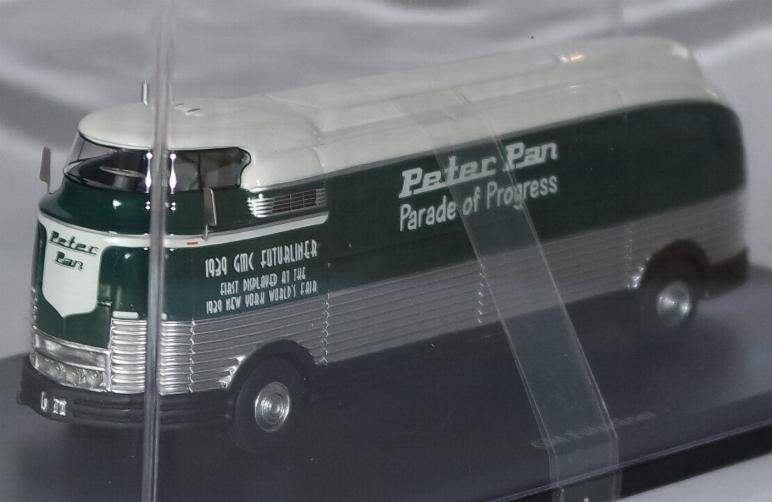 Peter Pan
Parade of Progress
1939 GMC FUTURLINER
FIRST DISPLAYED AT THE
1939 NEW YORK WORLD'S FAIR
Peter
Pan